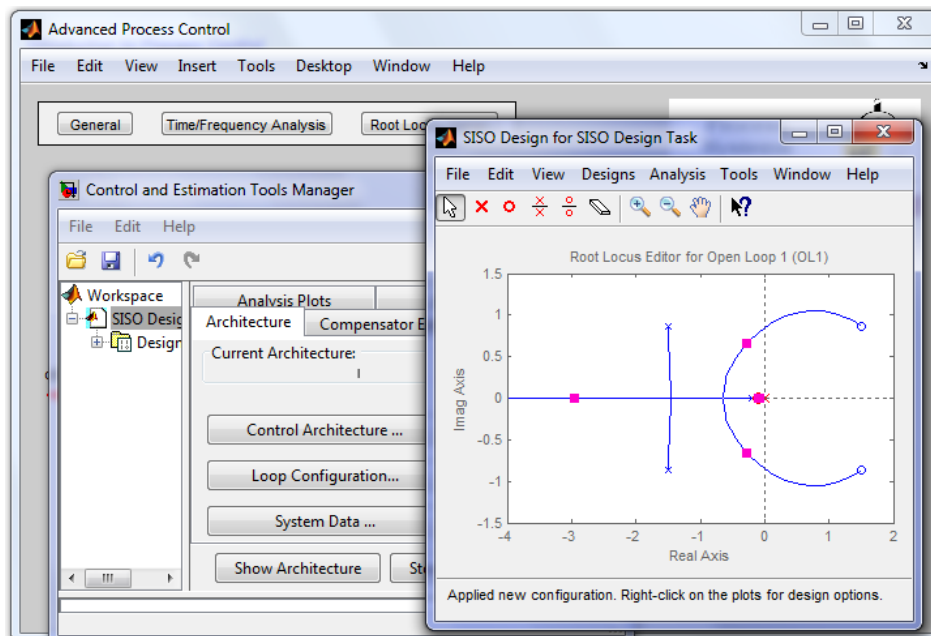 Advanced Process Control
File Edit View Insert Tools Desktop Window Help
General Time/Frequency Analysis Root
Control and Estimation Tools Manager
File Edit Help
Workspace
SISO
Design
Analysis Plots
Architecture Compensator
Current Architecture:
Control Architecture ...
Loop Configuration...
System Data ...
Show Architecture
SISO Design for SISO Design Task
File Edit View Designs Analysis Tools Window Help
Root Locus Editor for Open Loop 1 (OL1)
1.5
1
0.5
0
-0.5
-1
-1.5
Imag Axis
-4 -3 -2 -1 0 1 2
Real Axis
Applied new configuration. Right-click on the plots for design options.